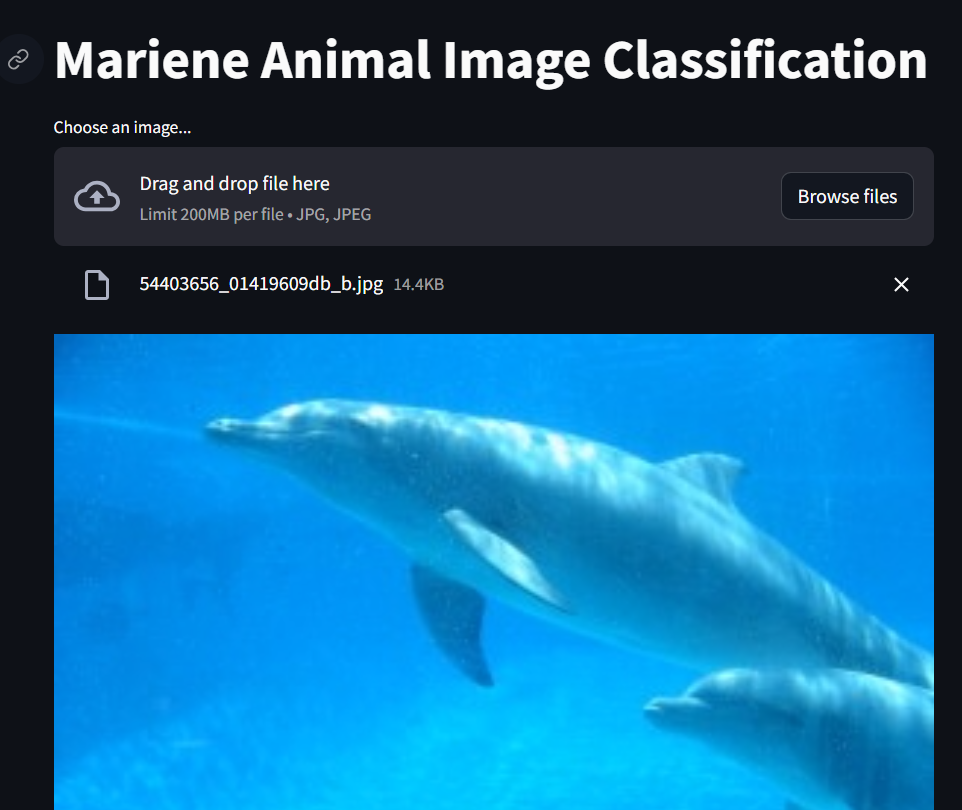 Mariene Animal Image Classification
Choose an image...
Drag and drop file here
Limit 200MB per file • JPG, JPEG
Browse files
54403656_01419609db_b.jpg 14.4KB